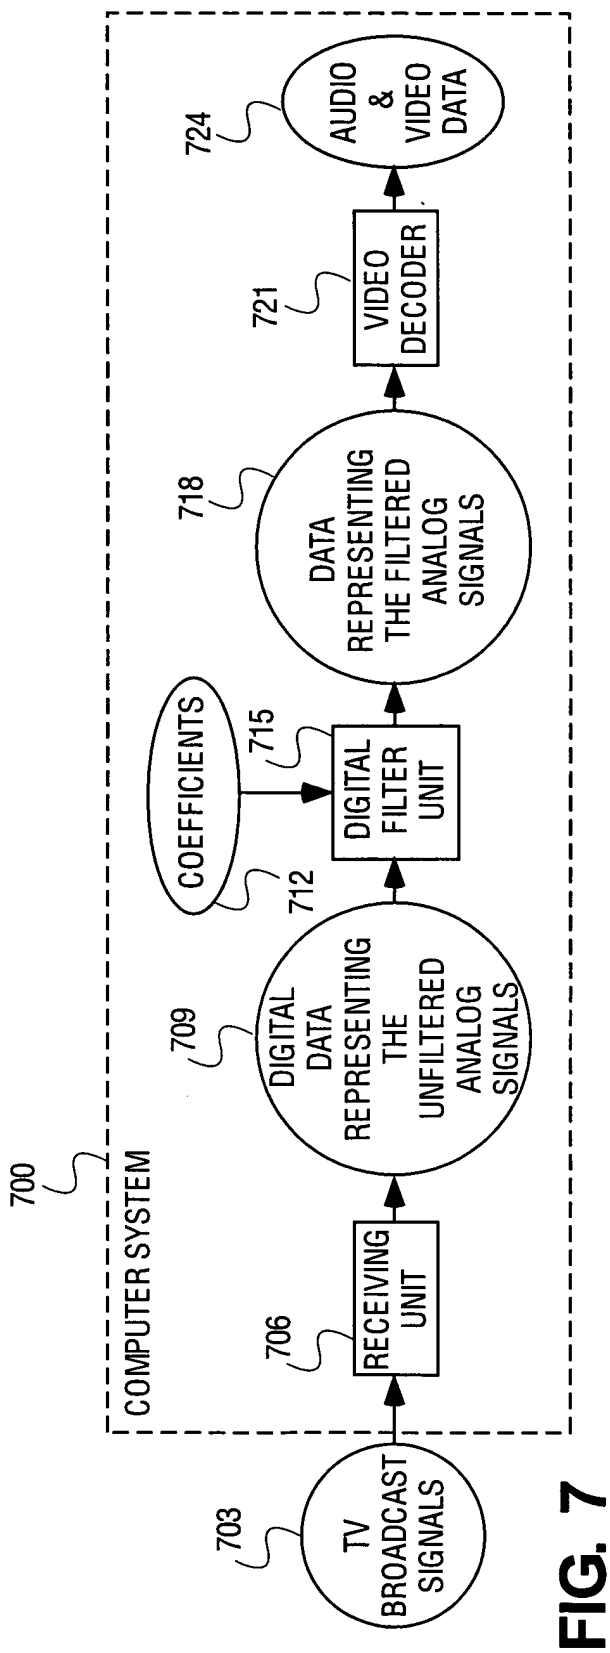 700
COMPUTER SYSTEM
703
TV
BROADCAST
SIGNALS
706
RECEIVING
UNIT
709
DIGITAL
DATA
REPRESENTING
THE
UNFILTERED
ANALOG
SIGNALS
COEFFICIENTS
712
715
DIGITAL
FILTER
UNIT
718
DATA
REPRESENTING
THE FILTERED
ANALOG
SIGNALS
721
VIDEO
DECODER
724
AUDIO
&
VIDEO
DATA
FIG. 7